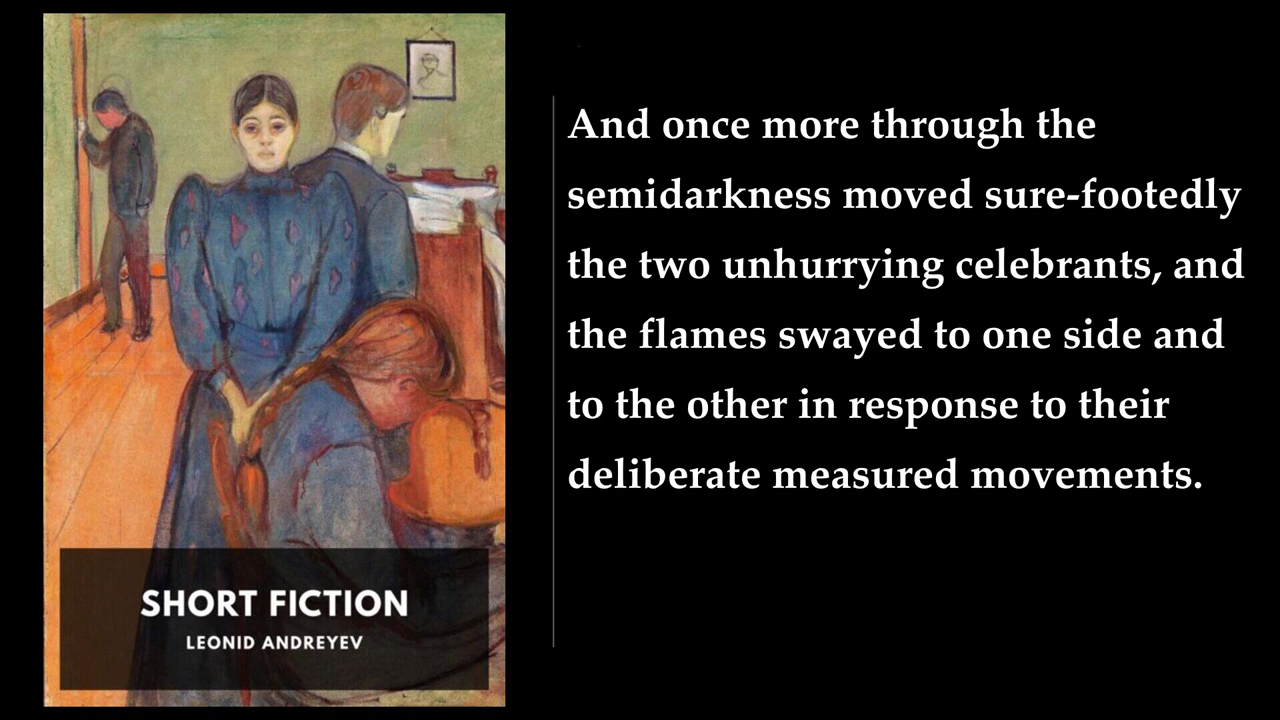 SHORT FICTION
LEONID ANDREYEV
And once more through the
semidarkness moved sure-footedly
the two unhurrying celebrants, and
the flames swayed to one side and
to the other in response to their
deliberate measured movements.